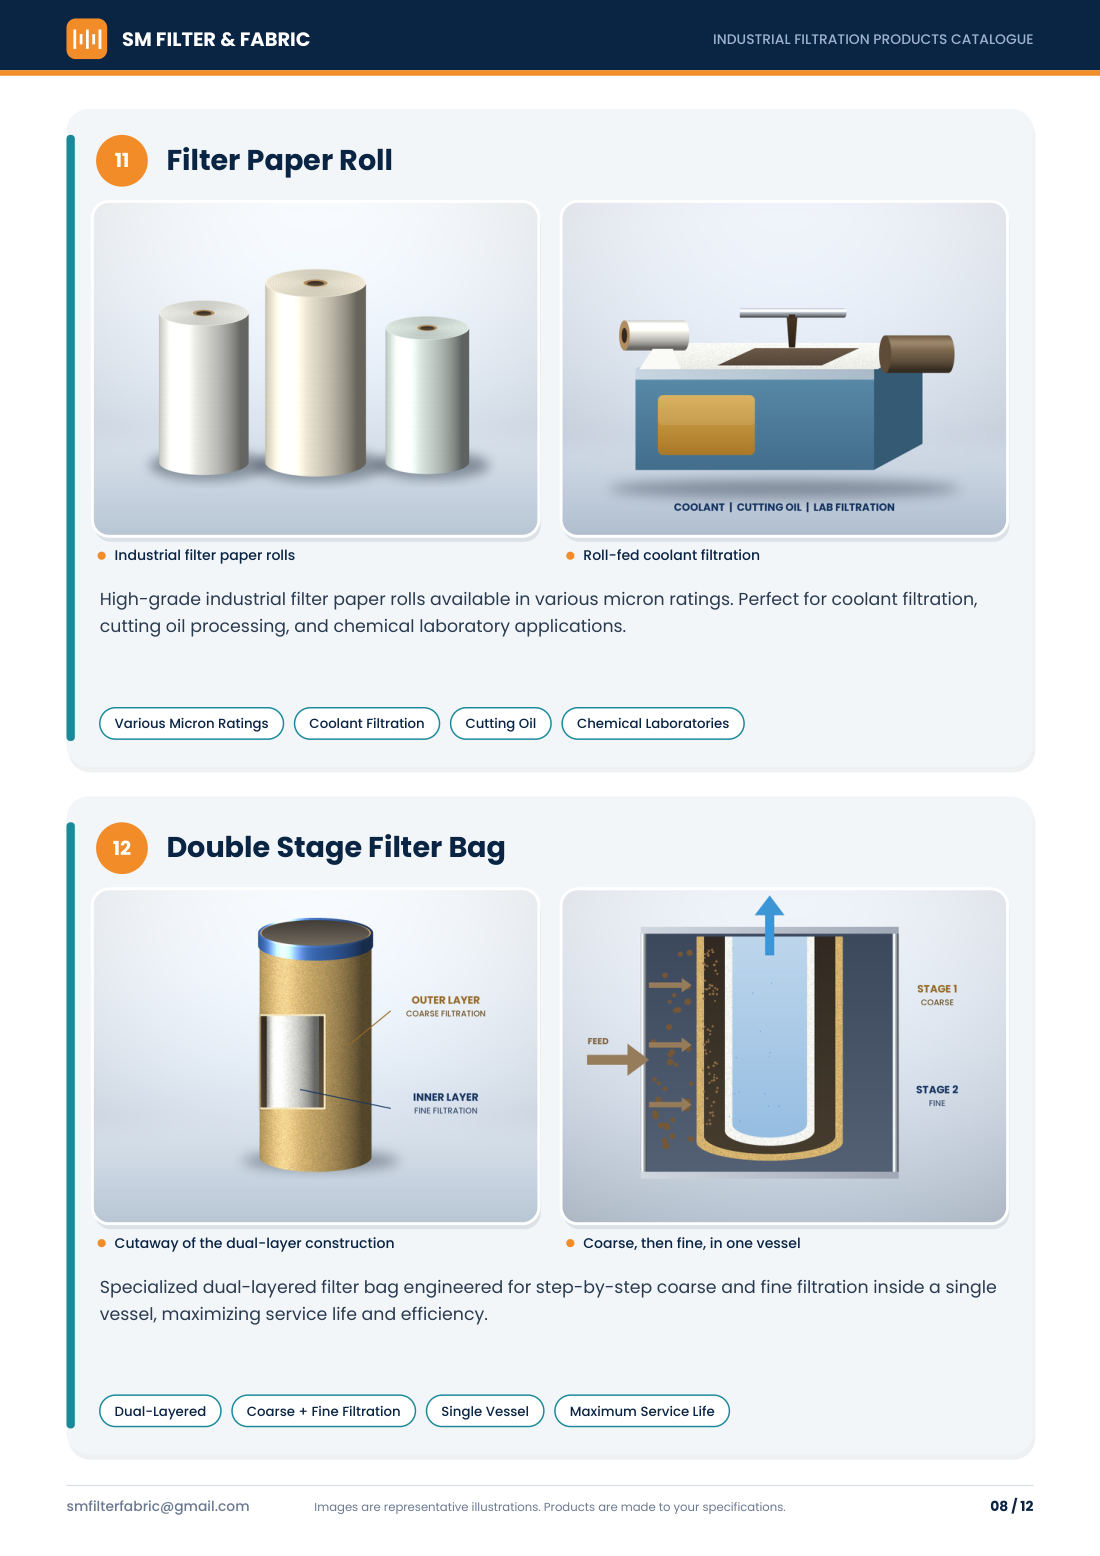 SM FILTER & FABRIC
INDUSTRIAL FILTRATION PRODUCTS CATALOGUE
11
Filter Paper Roll
COOLANT | CUTTING OIL | LAB FILTRATION
Industrial filter paper rolls
Roll-fed coolant filtration
High-grade industrial filter paper rolls available in various micron ratings. Perfect for coolant filtration,
cutting oil processing, and chemical laboratory applications.
Various Micron Ratings
Coolant Filtration
Cutting Oil
Chemical Laboratories
12
Double Stage Filter Bag
OUTER LAYER
COARSE FILTRATION
INNER LAYER
FINE FILTRATION
FEED
STAGE 1
COARSE
STAGE 2
FINE
Cutaway of the dual-layer construction
Coarse, then fine, in one vessel
Specialized dual-layered filter bag engineered for step-by-step coarse and fine filtration inside a single
vessel, maximizing service life and efficiency.
Dual-Layered
Coarse + Fine Filtration
Single Vessel
Maximum Service Life
smfilterfabric@gmail.com
Images are representative illustrations. Products are made to your specifications.
08 / 12